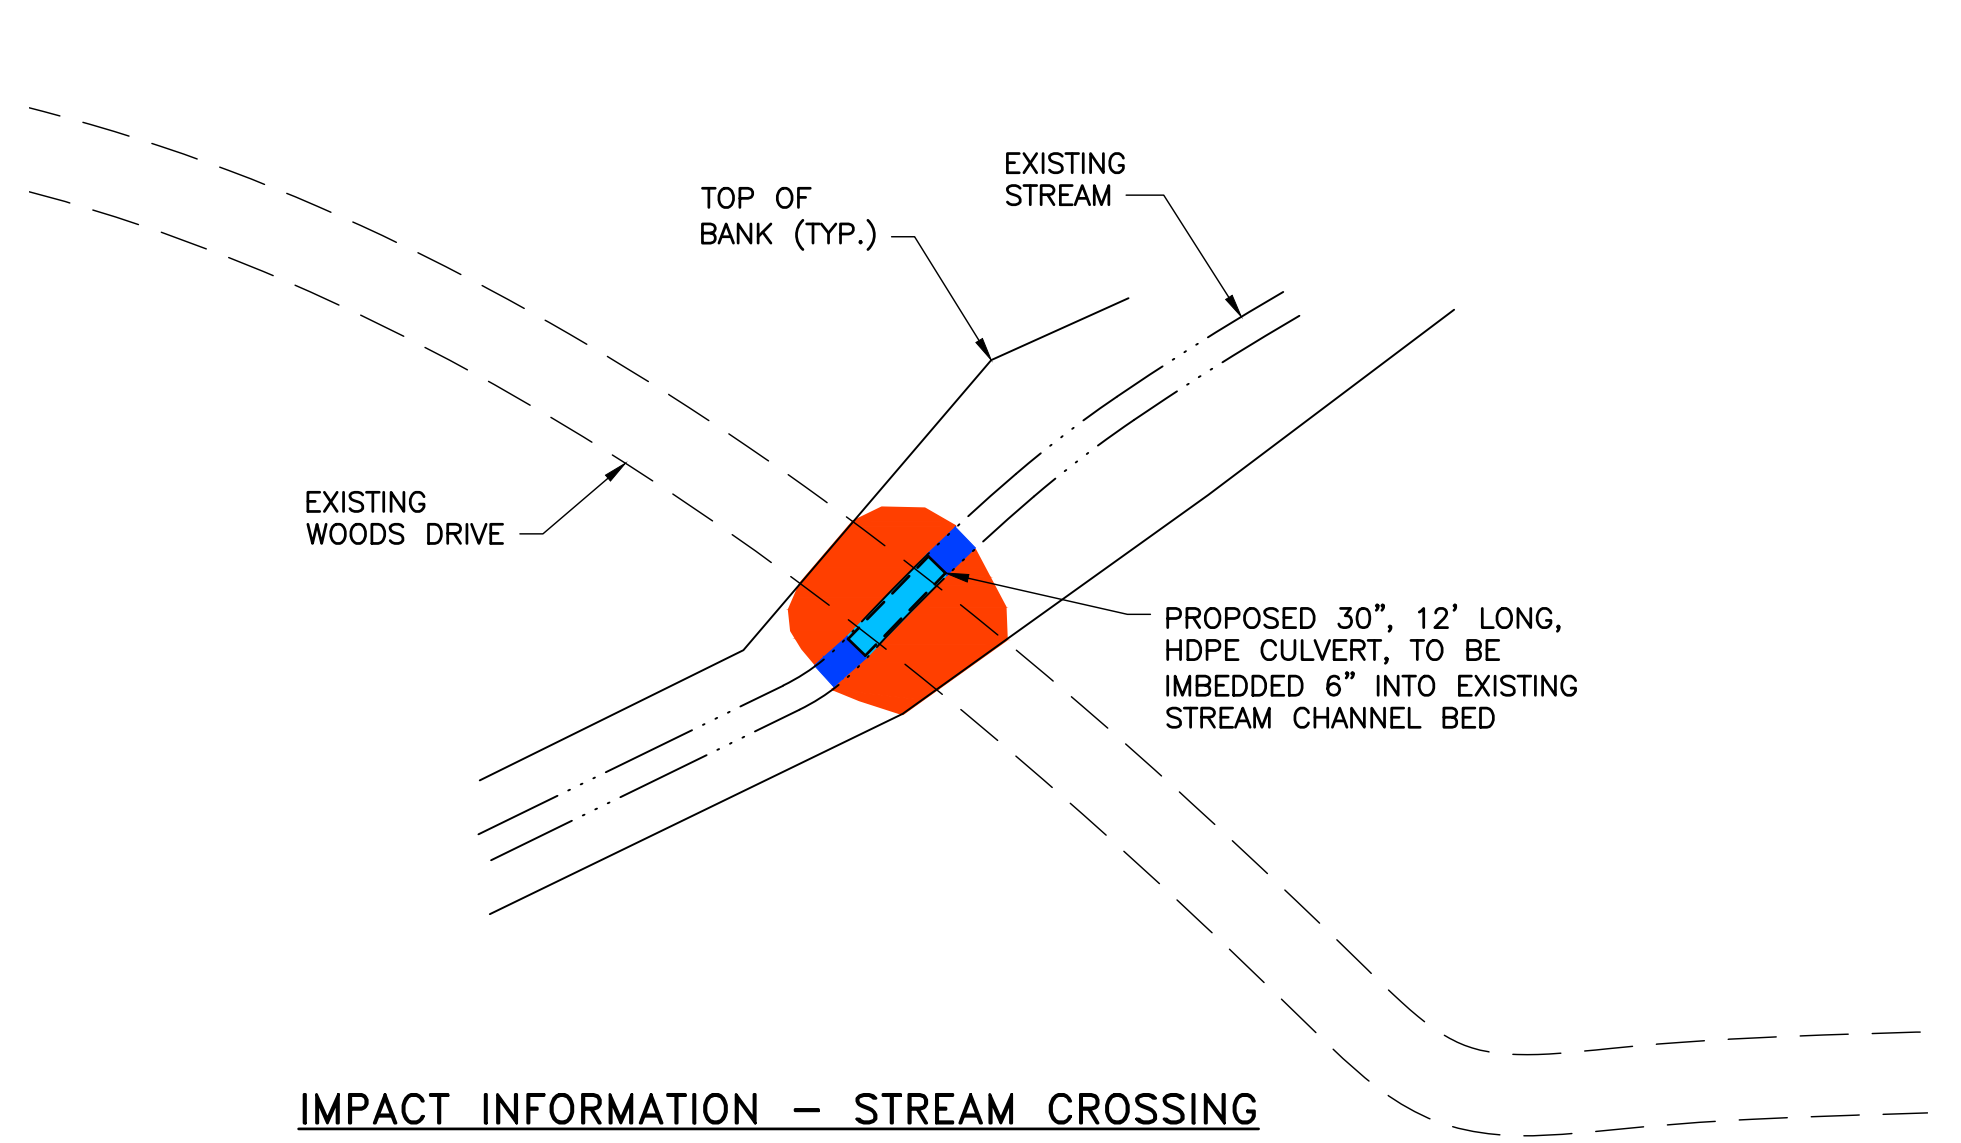 EXISTING
STREAM
TOP OF
BANK (TYP.)
EXISTING
WOODS DRIVE
PROPOSED 30”, 12’ LONG,
HDPE CULVERT, TO BE
IMBEDDED 6” INTO EXISTING
STREAM CHANNEL BED
IMPACT INFORMATION – STREAM CROSSING